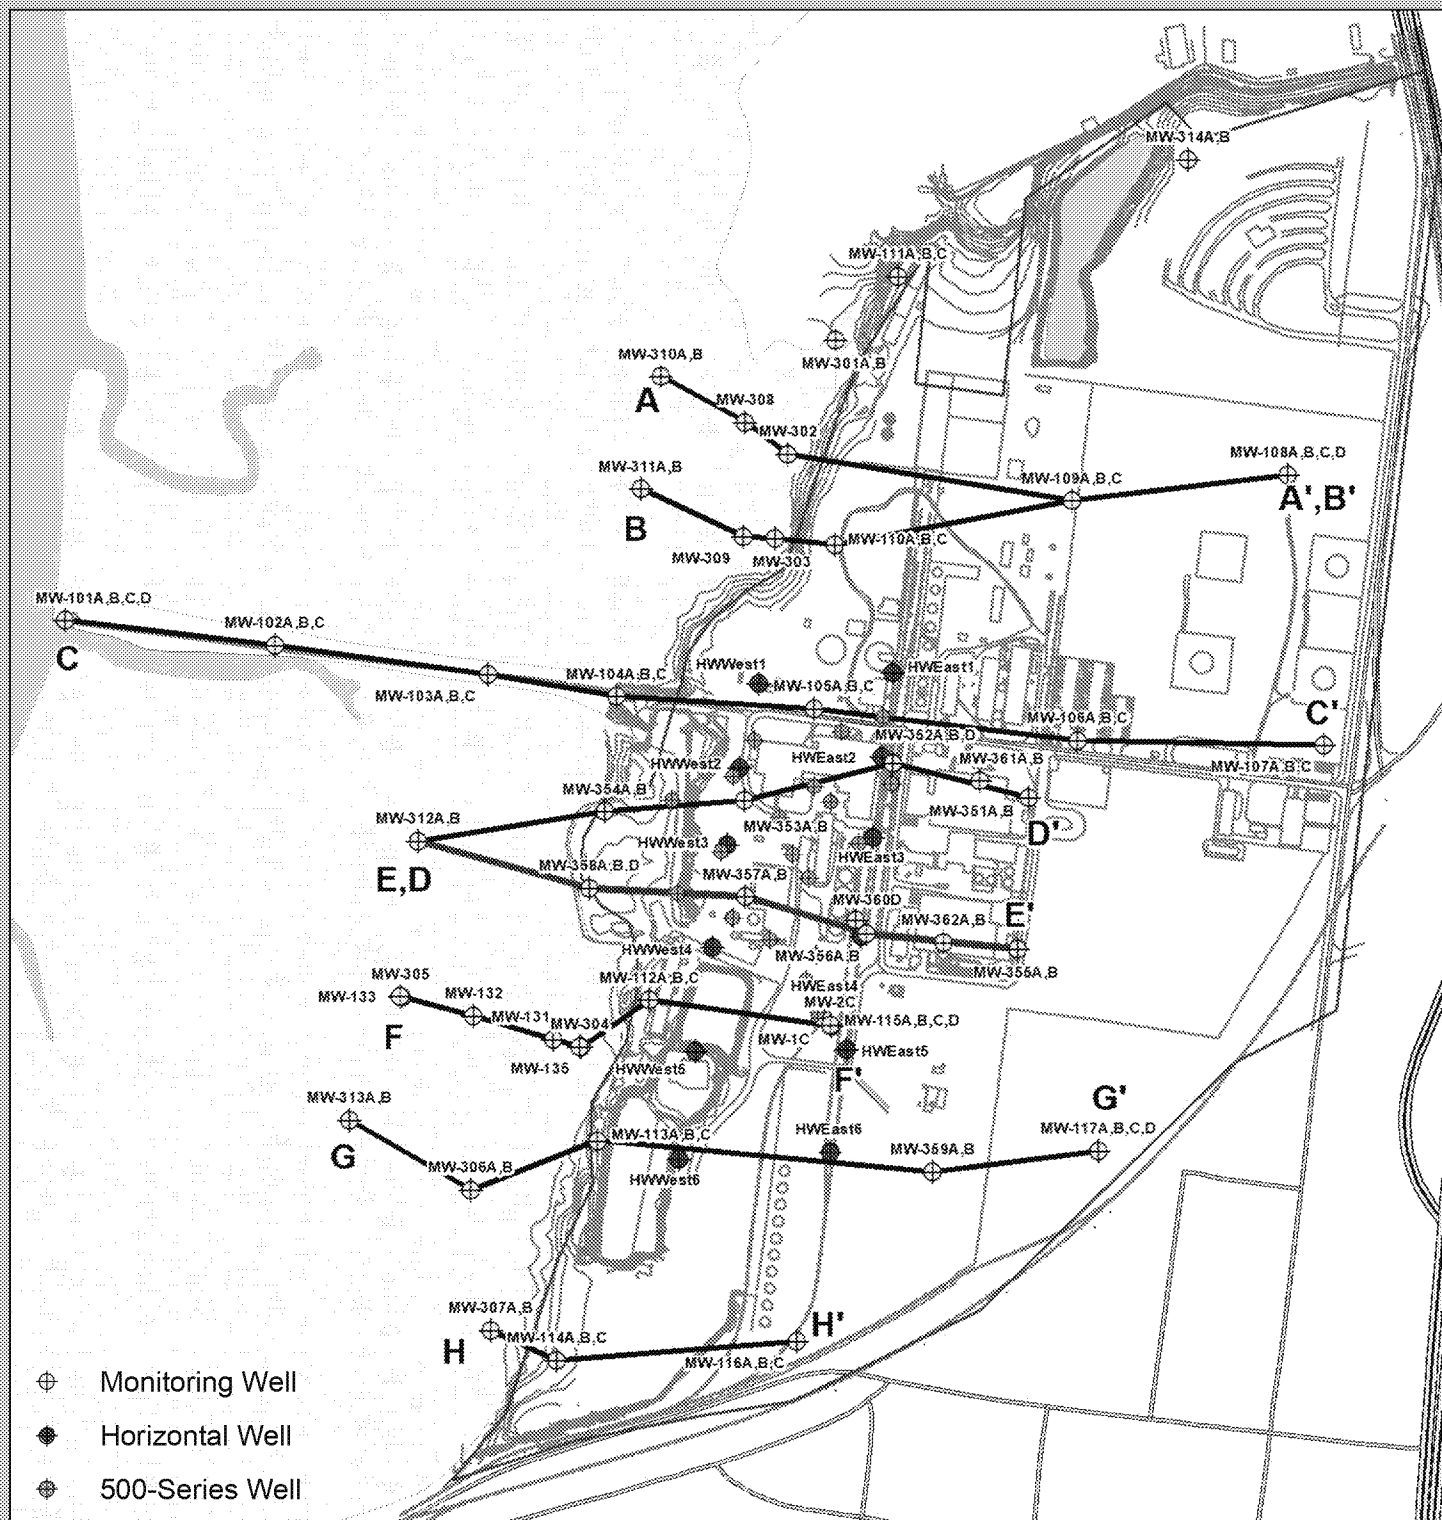 MW-314A,B
MW-111A,B,C
MW-301A,B
MW-310A,B
A
MW-308
MW-302
MW-311A,B
B
MW-109A,B,C
MW-108A,B,C,D
A',B'
MW-309
MW-303
MW-110A,B,C
MW-101A,B,C,D
C
MW-102A,B,C
MW-103A,B,C
MW-104A,B,C
HWWest1
HWEast1
MW-105A,B,C
MW-106A,B,C
C'
MW-107A,B,C
MW-352A,B,D
HWWest2
HWEast2
MW-361A,B
MW-354A,B
MW-353A,B
MW-351A,B
D'
MW-312A,B
E,D
HWWest3
HWEast3
MW-358A,B,D
MW-357A,B
MW-360D
MW-362A,B
E'
HWWest4
MW-356A,B
MW-355A,B
MW-305
MW-133
MW-132
MW-131
MW-304
F
MW-135
MW-112A,B,C
HWEast4
MW-2C
MW-115A,B,C,D
MW-1C
HWWest5
HWEast5
F'
MW-313A,B
G
MW-306A,B
MW-113A,B,C
HWWest6
HWEast6
MW-359A,B
G'
MW-117A,B,C,D
MW-307A,B
H
MW-114A,B,C
H'
MW-116A,B,C
Monitoring Well
Horizontal Well
500-Series Well